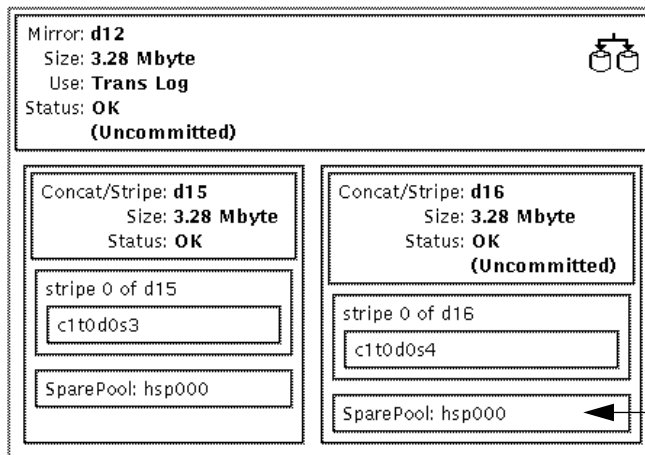 Mirror: d12
Size: 3.28 Mbyte
Use: Trans Log
Status: OK
(Uncommitted)
Concat/Stripe: d15
Size: 3.28 Mbyte
Status: OK
stripe 0 of d15
c1t0d0s3
SparePool: hsp000
Concat/Stripe: d16
Size: 3.28 Mbyte
Status: OK
(Uncommitted)
stripe 0 of d16
c1t0d0s4
SparePool: hsp000